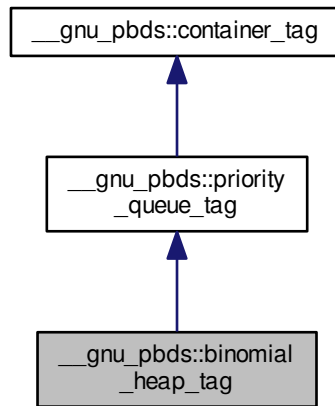 __gnu_pbds::container_tag
__gnu_pbds::priority
_queue_tag
__gnu_pbds::binomial
_heap_tag